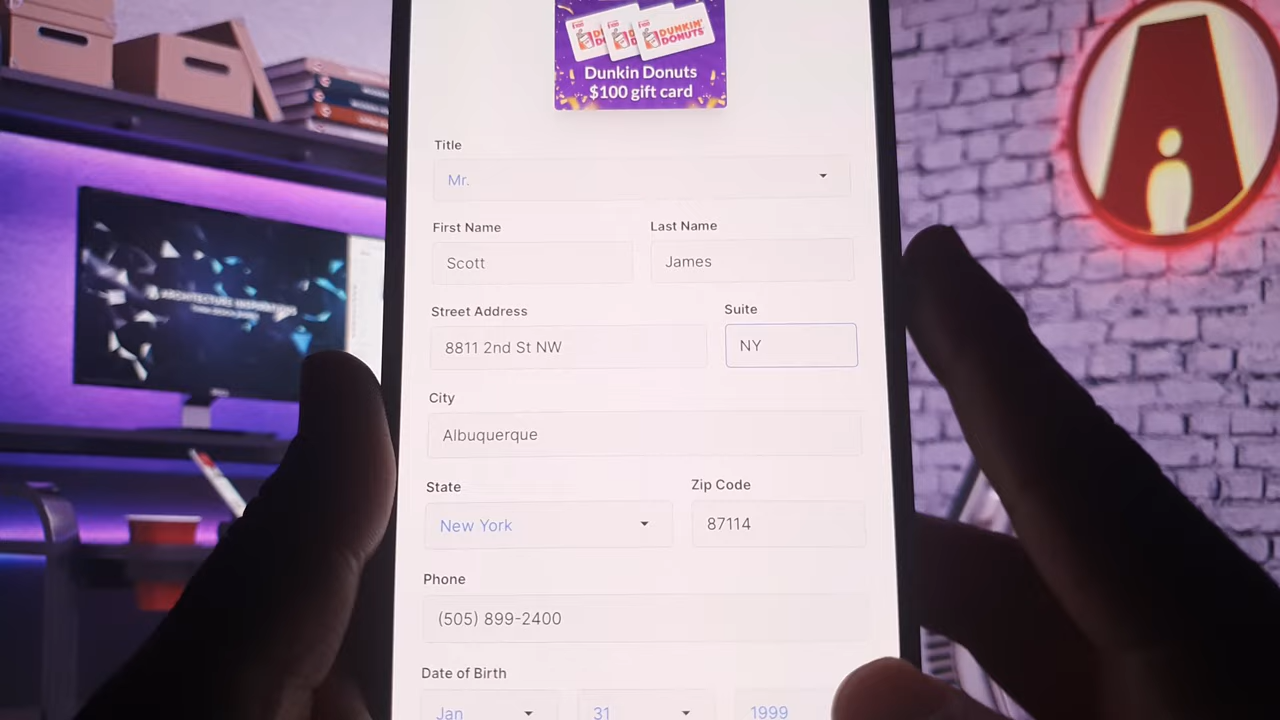 DUNKIN'
DONUTS
Dunkin Donuts
$100 gift card
Title
Mr.
First Name
Last Name
Scott
James
Street Address
Suite
8811 2nd St NW
NY
City
Albuquerque
State
Zip Code
New York
87114
Phone
(505) 899-2400
Date of Birth
Jan
31
1999